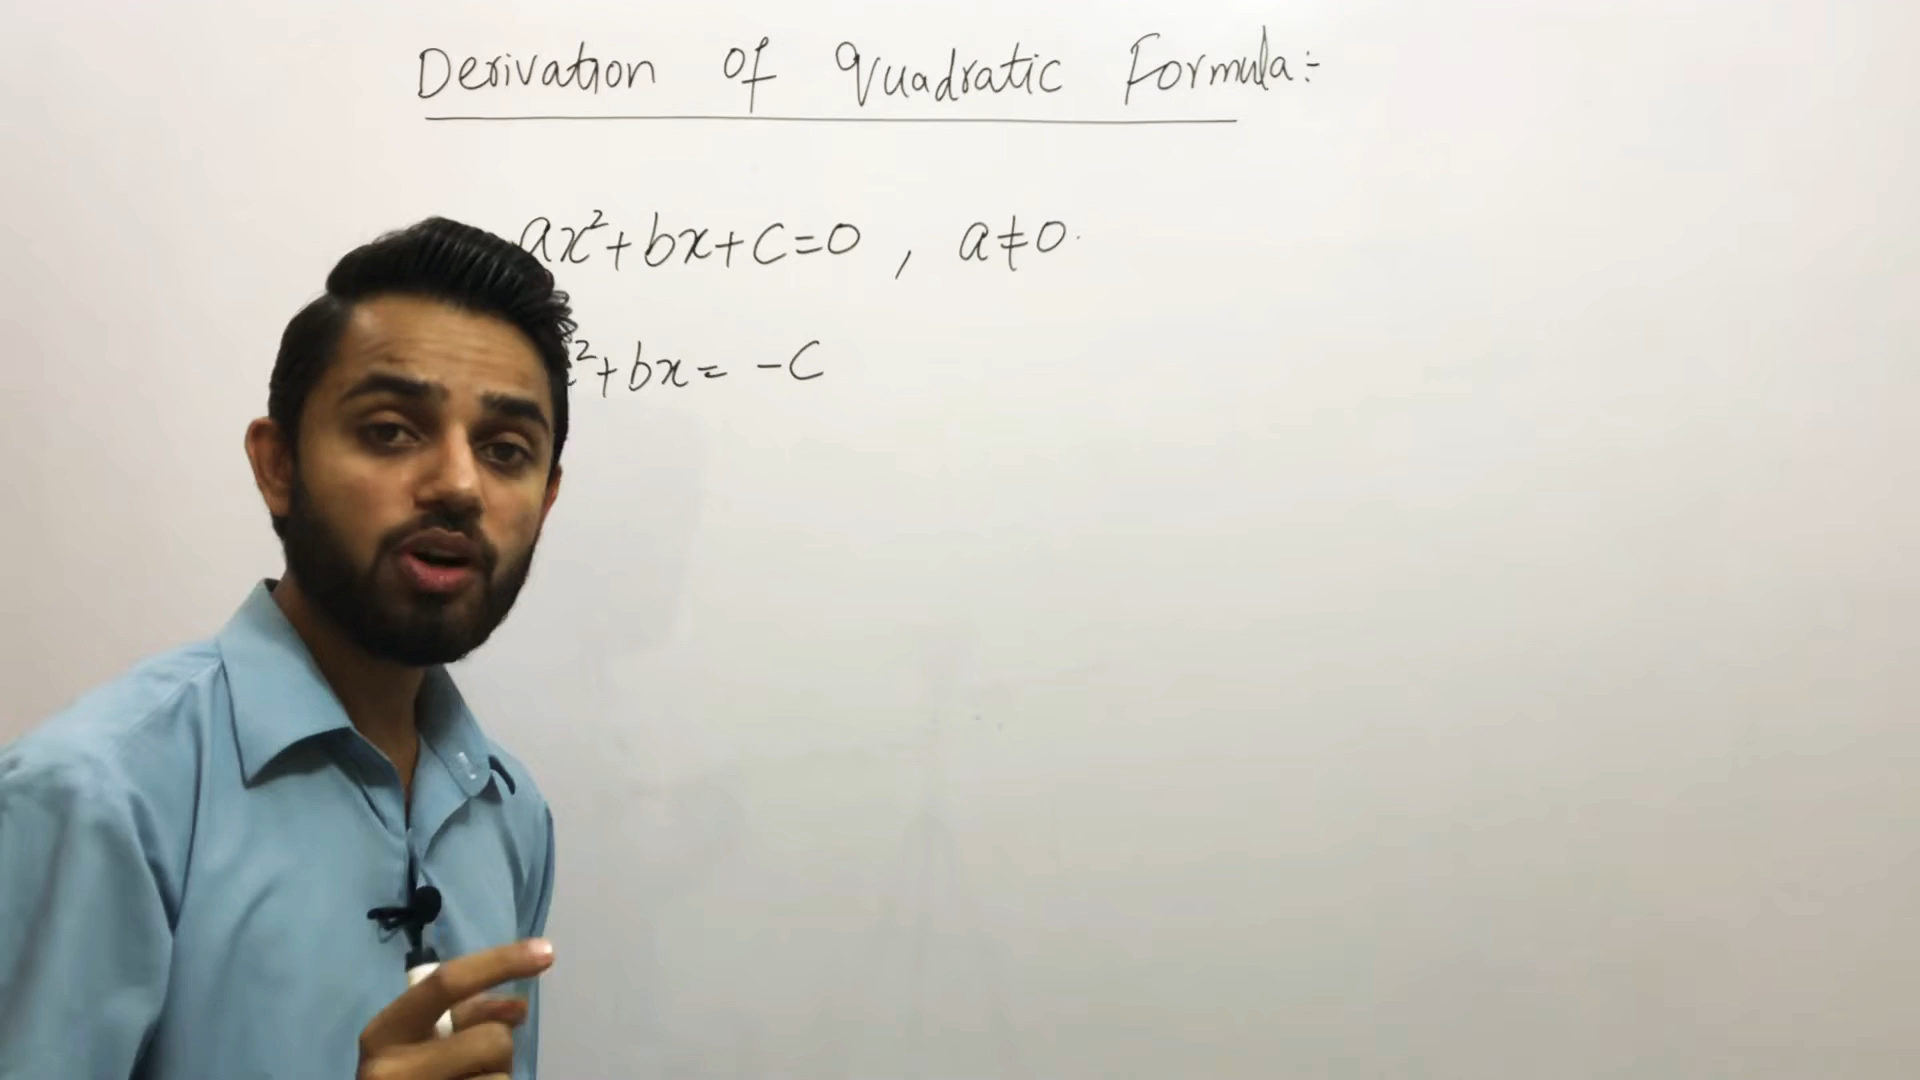 Derivation of Quadratic Formula:-
ax²+bx+c=0 , a≠0.
²+bx= -c